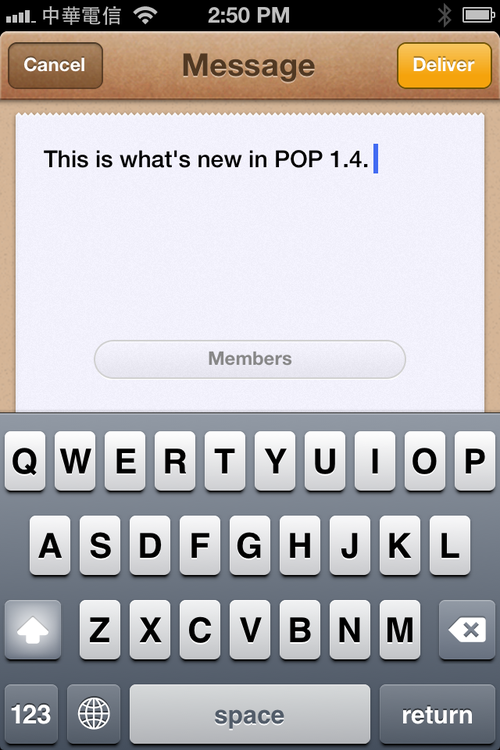 中華電信 2:50 PM
Cancel Message Deliver
This is what's new in POP 1.4.
Members
Q W E R T Y U I O P
A S D F G H J K L
Z X C V B N M
123 space return